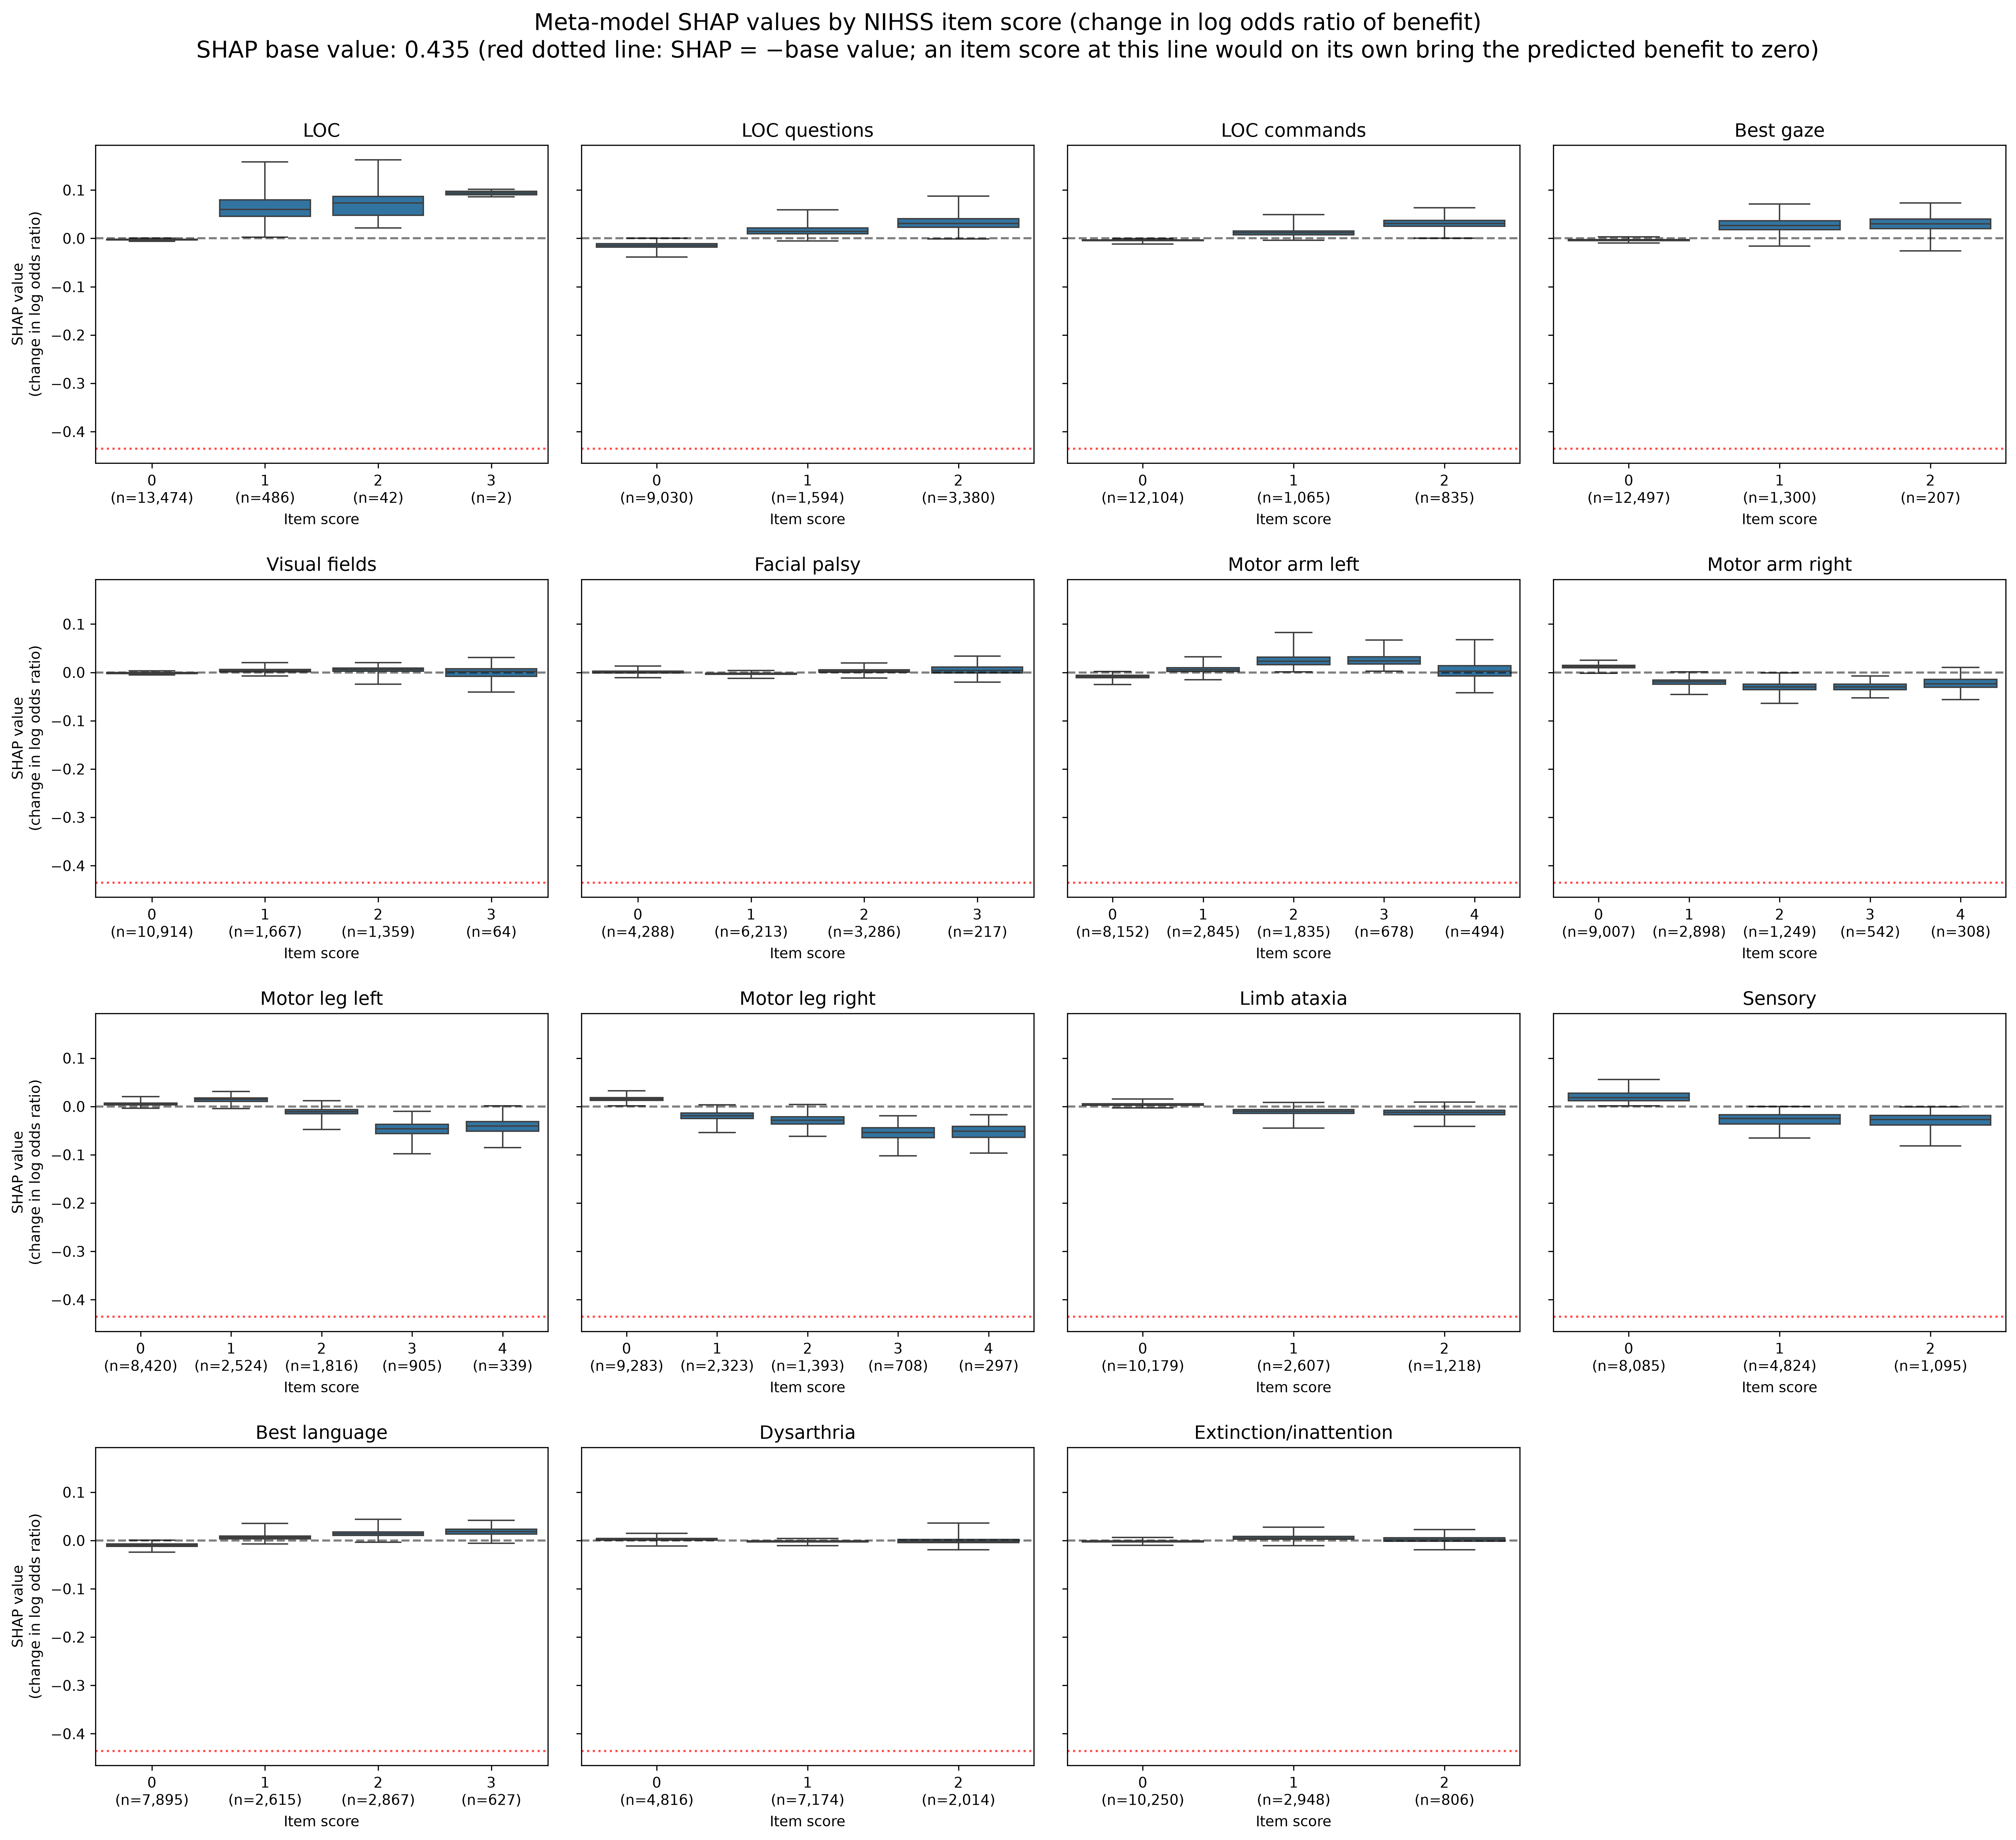 Meta-model SHAP values by NIHSS item score (change in log odds ratio of benefit)
SHAP base value: 0.435 (red dotted line: SHAP = −base value; an item score at this line would on its own bring the predicted benefit to zero)
LOC
LOC questions
LOC commands
Best gaze
SHAP value
(change in log odds ratio)
0.1
0.0
−0.1
−0.2
−0.3
−0.4
0 1 2 3
(n=13,474) (n=486) (n=42) (n=2)
Item score
0 1 2
(n=9,030) (n=1,594) (n=3,380)
Item score
0 1 2
(n=12,104) (n=1,065) (n=835)
Item score
0 1 2
(n=12,497) (n=1,300) (n=207)
Item score
Visual fields
Facial palsy
Motor arm left
Motor arm right
SHAP value
(change in log odds ratio)
0.1
0.0
−0.1
−0.2
−0.3
−0.4
0 1 2 3
(n=10,914) (n=1,667) (n=1,359) (n=64)
Item score
0 1 2 3
(n=4,288) (n=6,213) (n=3,286) (n=217)
Item score
0 1 2 3 4
(n=8,152) (n=2,845) (n=1,835) (n=678) (n=494)
Item score
0 1 2 3 4
(n=9,007) (n=2,898) (n=1,249) (n=542) (n=308)
Item score
Motor leg left
Motor leg right
Limb ataxia
Sensory
SHAP value
(change in log odds ratio)
0.1
0.0
−0.1
−0.2
−0.3
−0.4
0 1 2 3 4
(n=8,420) (n=2,524) (n=1,816) (n=905) (n=339)
Item score
0 1 2 3 4
(n=9,283) (n=2,323) (n=1,393) (n=708) (n=297)
Item score
0 1 2
(n=10,179) (n=2,607) (n=1,218)
Item score
0 1 2
(n=8,085) (n=4,824) (n=1,095)
Item score
Best language
Dysarthria
Extinction/inattention
SHAP value
(change in log odds ratio)
0.1
0.0
−0.1
−0.2
−0.3
−0.4
0 1 2 3
(n=7,895) (n=2,615) (n=2,867) (n=627)
Item score
0 1 2
(n=4,816) (n=7,174) (n=2,014)
Item score
0 1 2
(n=10,250) (n=2,948) (n=806)
Item score